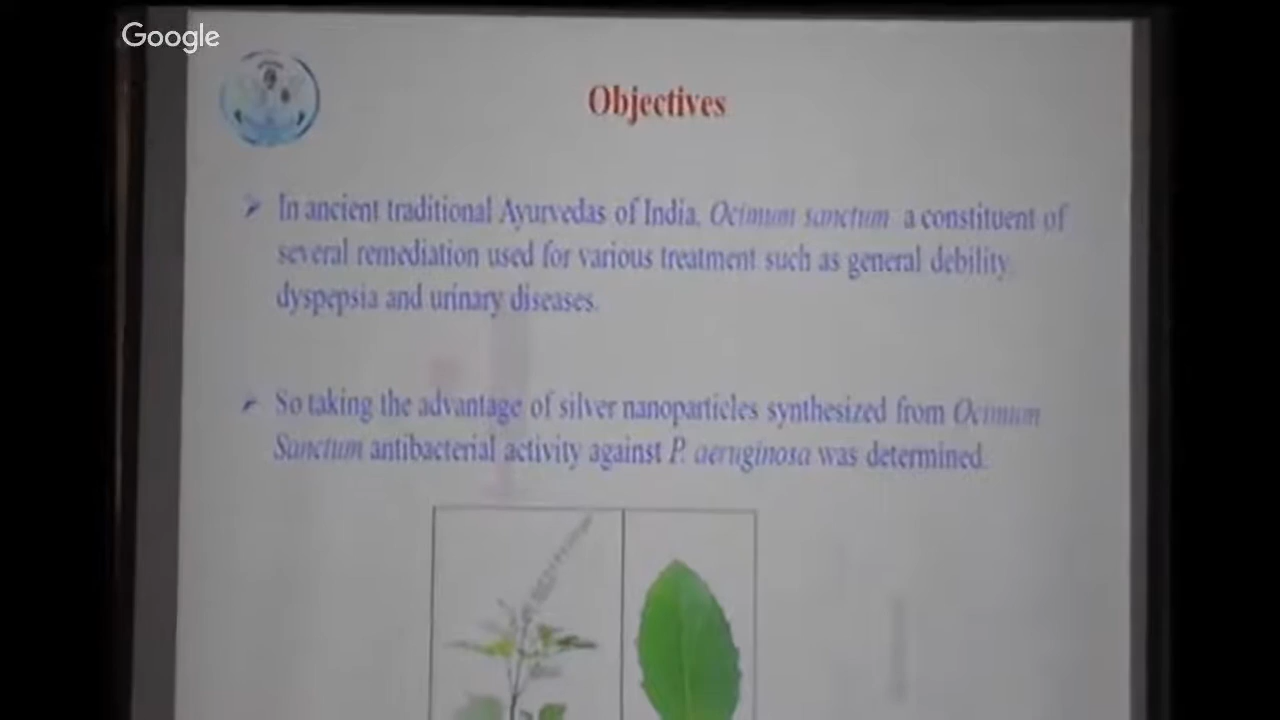 Google
Objectives
In ancient traditional Ayurvedas of India, Ocimum sanctum a constituent of
several remediation used for various treatment such as general debility,
dyspepsia and urinary diseases.
So taking the advantage of silver nanoparticles synthesized from Ocimum
Sanctum antibacterial activity against P. aeruginosa was determined.